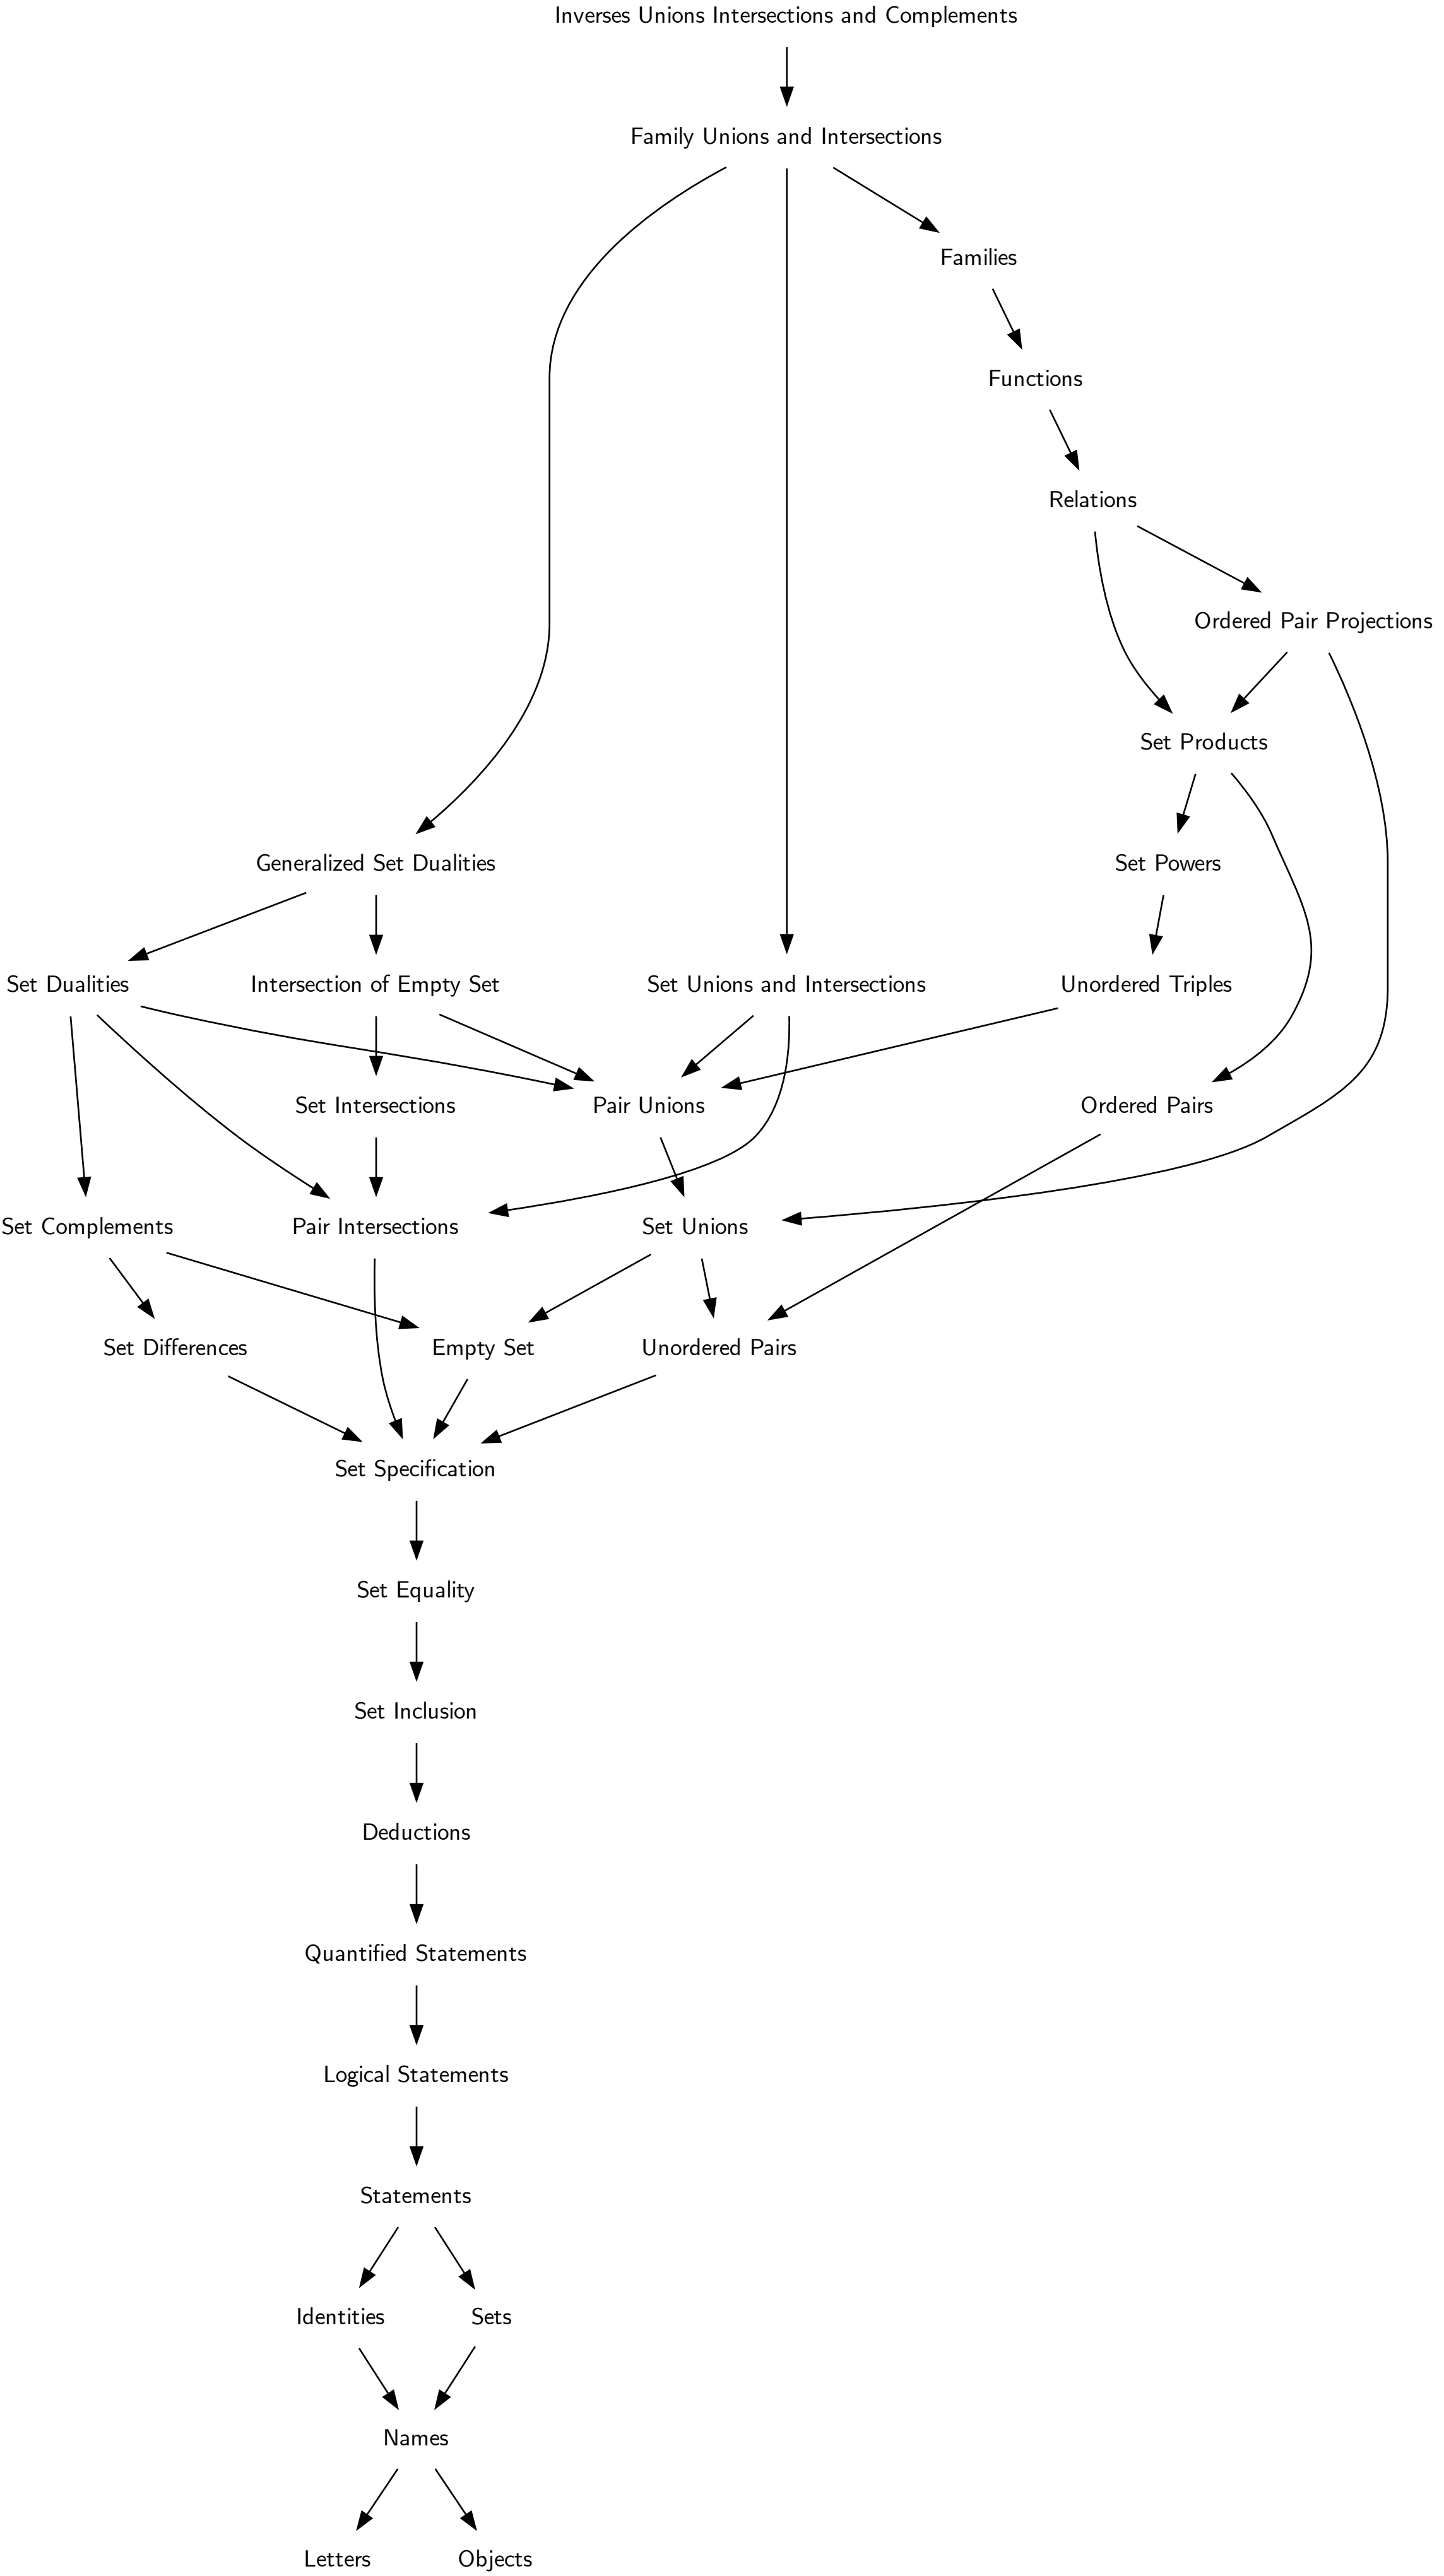 Inverses Unions Intersections and Complements
Family Unions and Intersections
Families
Functions
Relations
Ordered Pair Projections
Set Products
Generalized Set Dualities
Set Powers
Set Dualities
Intersection of Empty Set
Set Unions and Intersections
Unordered Triples
Set Intersections
Pair Unions
Ordered Pairs
Set Complements
Pair Intersections
Set Unions
Set Differences
Empty Set
Unordered Pairs
Set Specification
Set Equality
Set Inclusion
Deductions
Quantified Statements
Logical Statements
Statements
Identities
Sets
Names
Letters
Objects